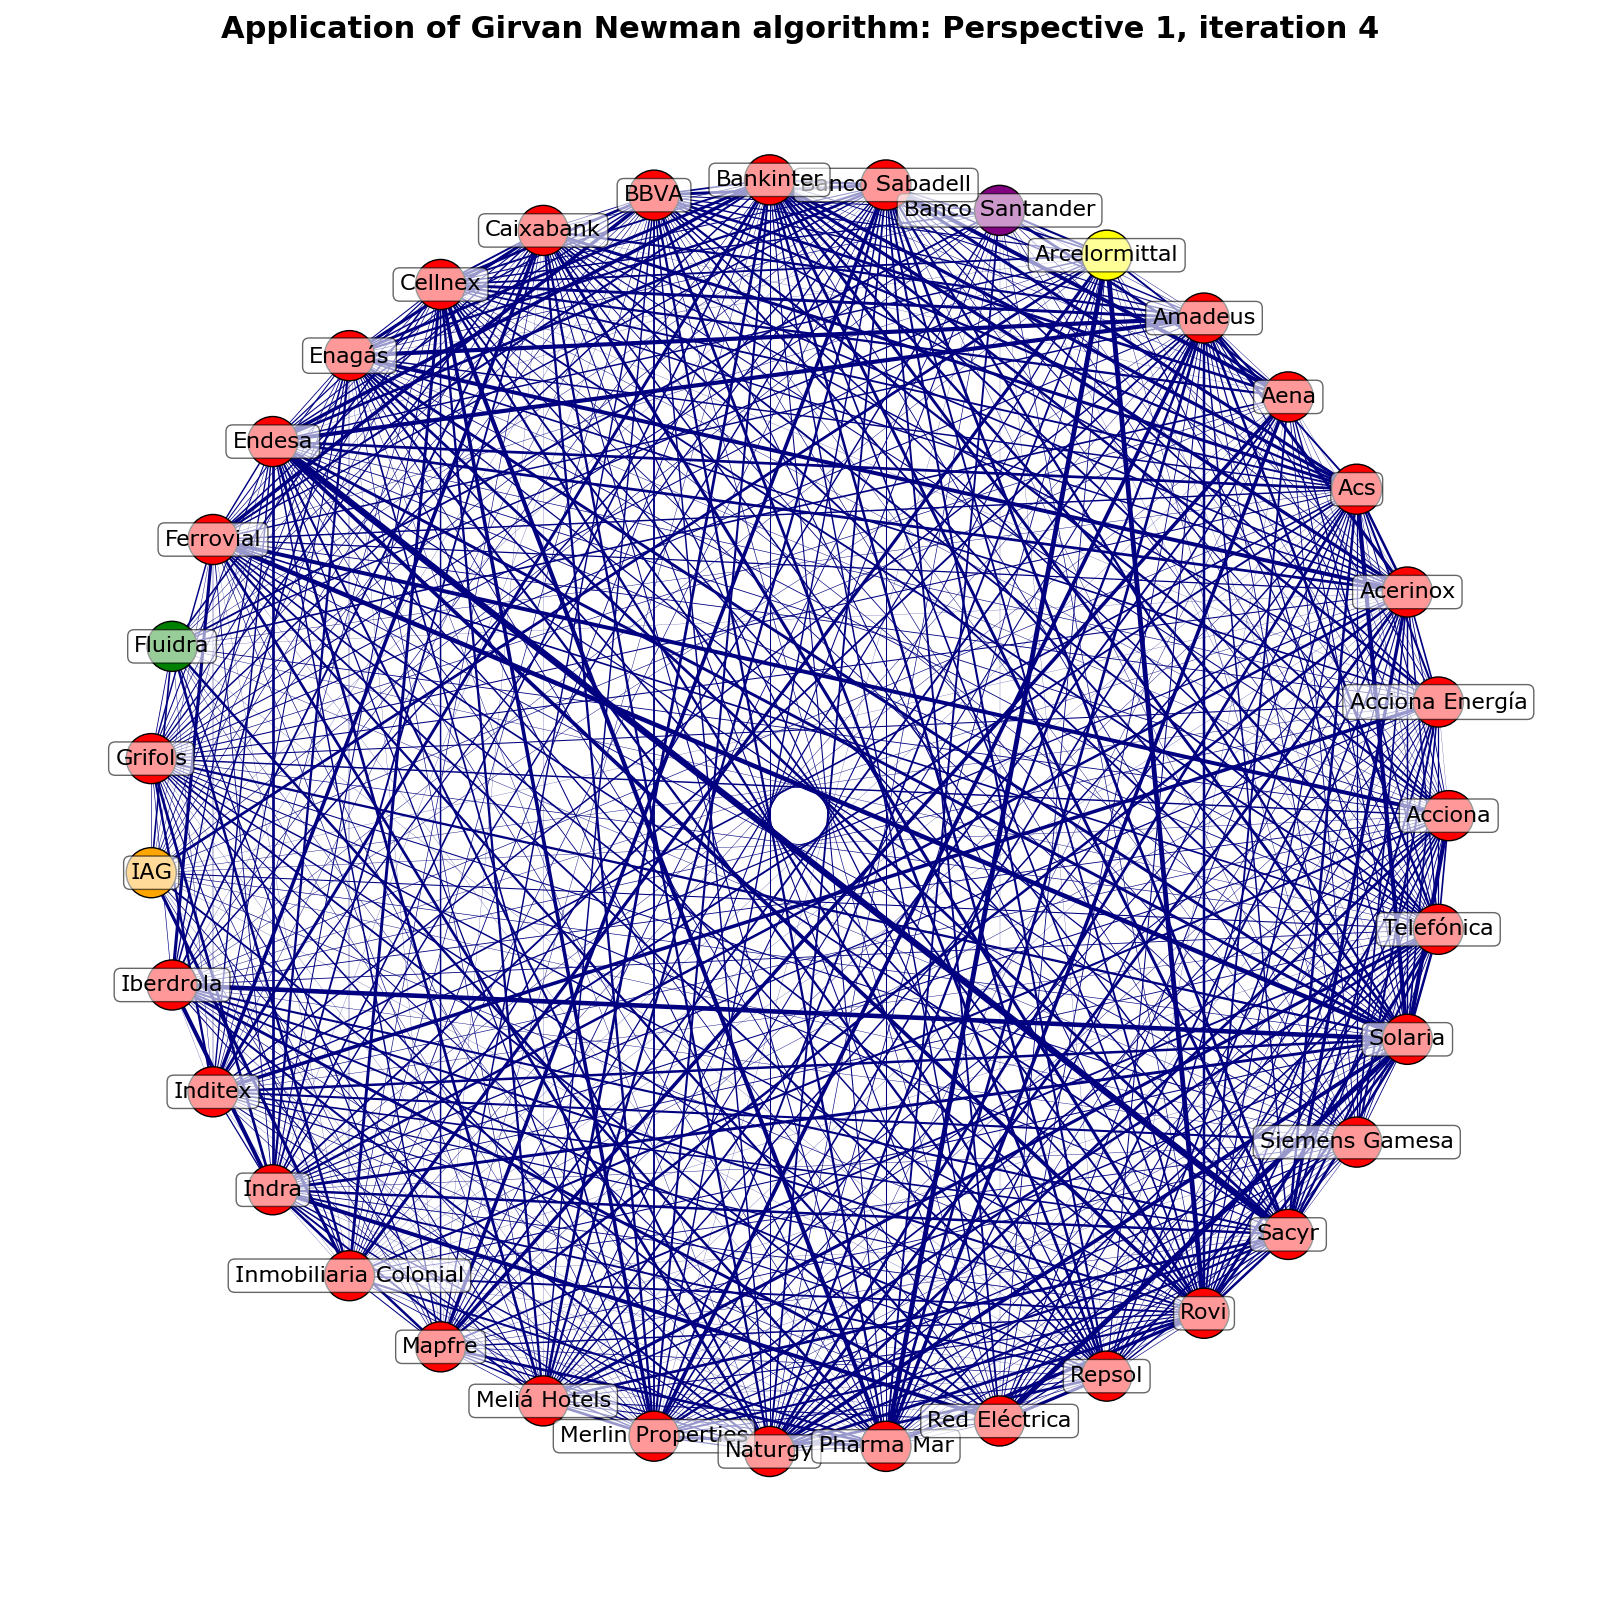 Application of Girvan Newman algorithm: Perspective 1, iteration 4
Bankinter
Banco Sabadell
BBVA
Banco Santander
Caixabank
Arcelormittal
Cellnex
Amadeus
Enagás
Aena
Endesa
Acs
Ferrovial
Acerinox
Fluidra
Acciona Energía
Grifols
Acciona
IAG
Telefónica
Iberdrola
Solaria
Inditex
Siemens Gamesa
Indra
Sacyr
Inmobiliaria Colonial
Rovi
Mapfre
Repsol
Meliá Hotels
Red Eléctrica
Merlin Properties
Naturgy
Pharma Mar